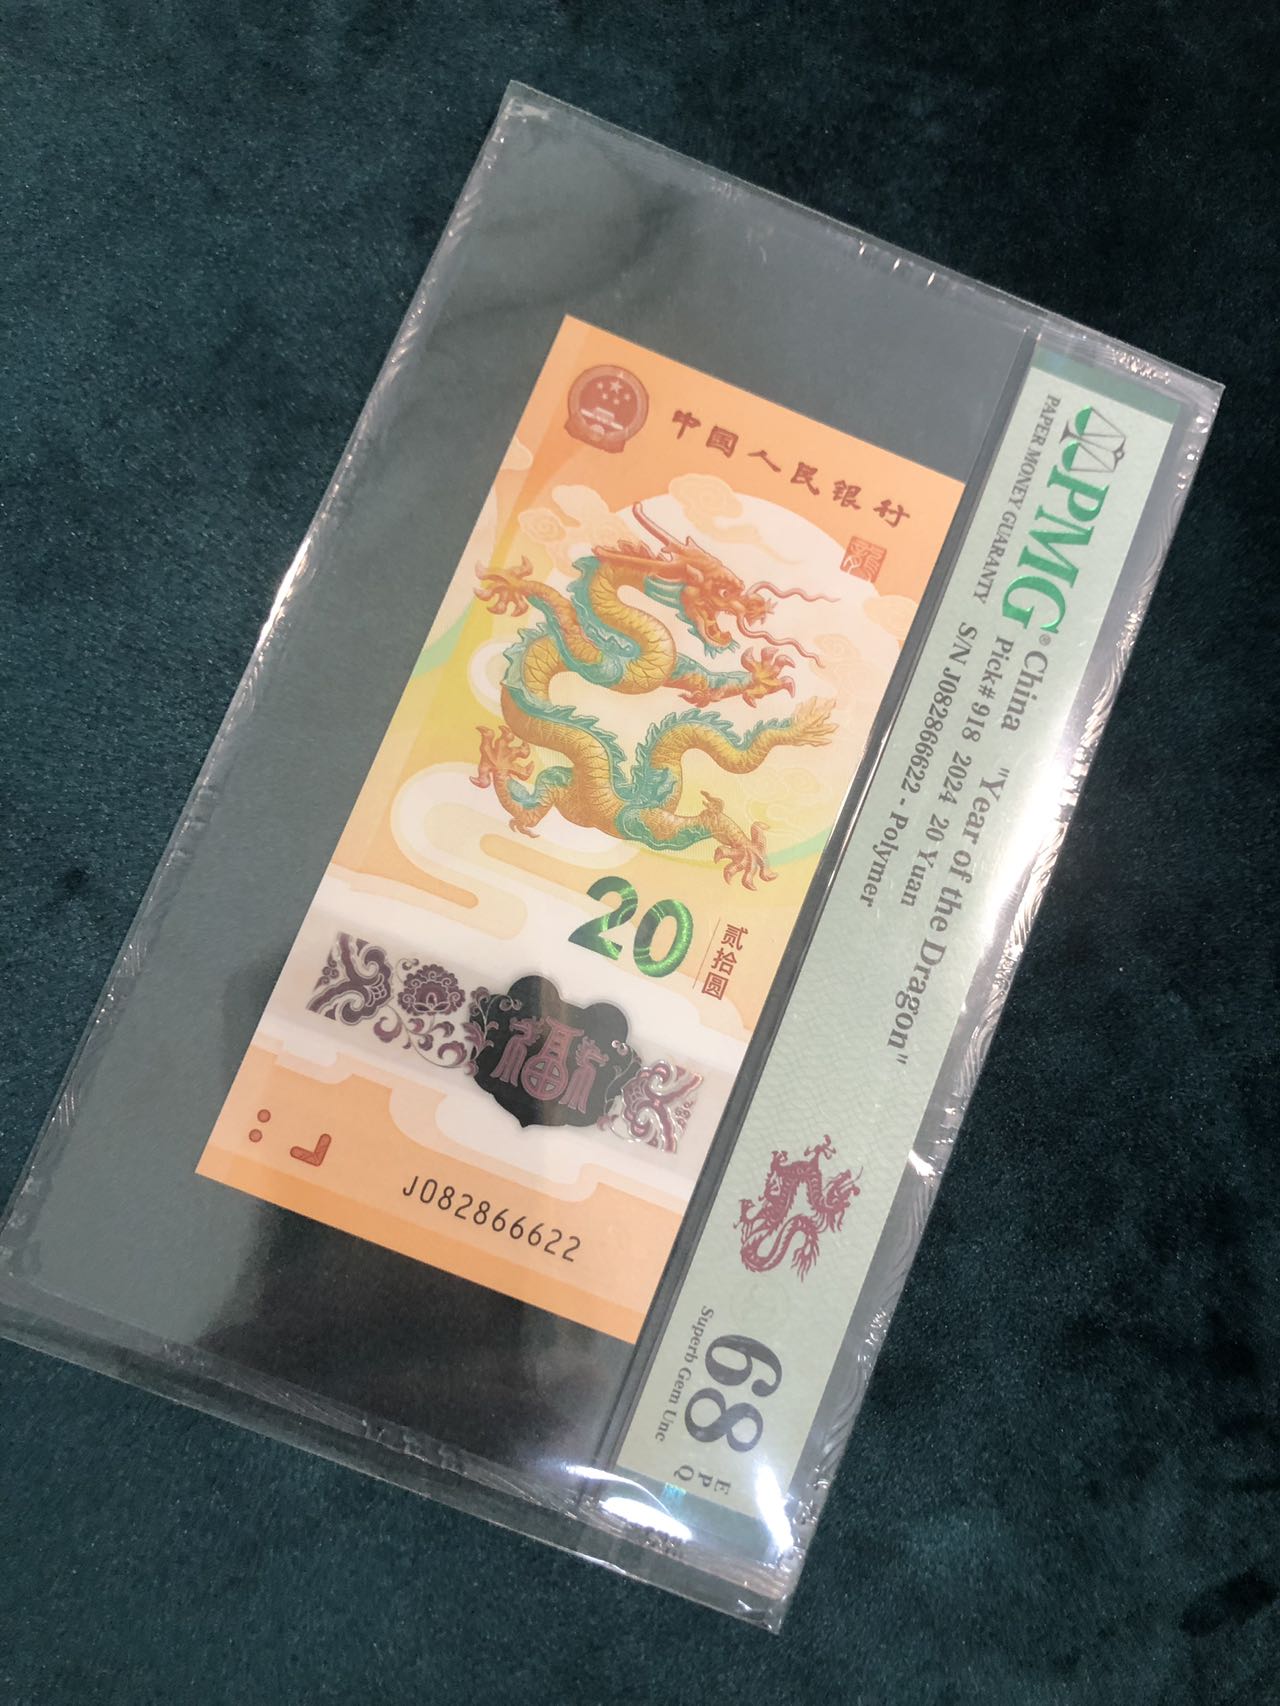 中国人民银行
龍
20
贰拾圆
福
J082866622
PMG®
PAPER MONEY GUARANTY
China "Year of the Dragon"
Pick# 918 2024 20 Yuan
S/N J082866622 - Polymer
68
EPQ
Superb Gem Unc